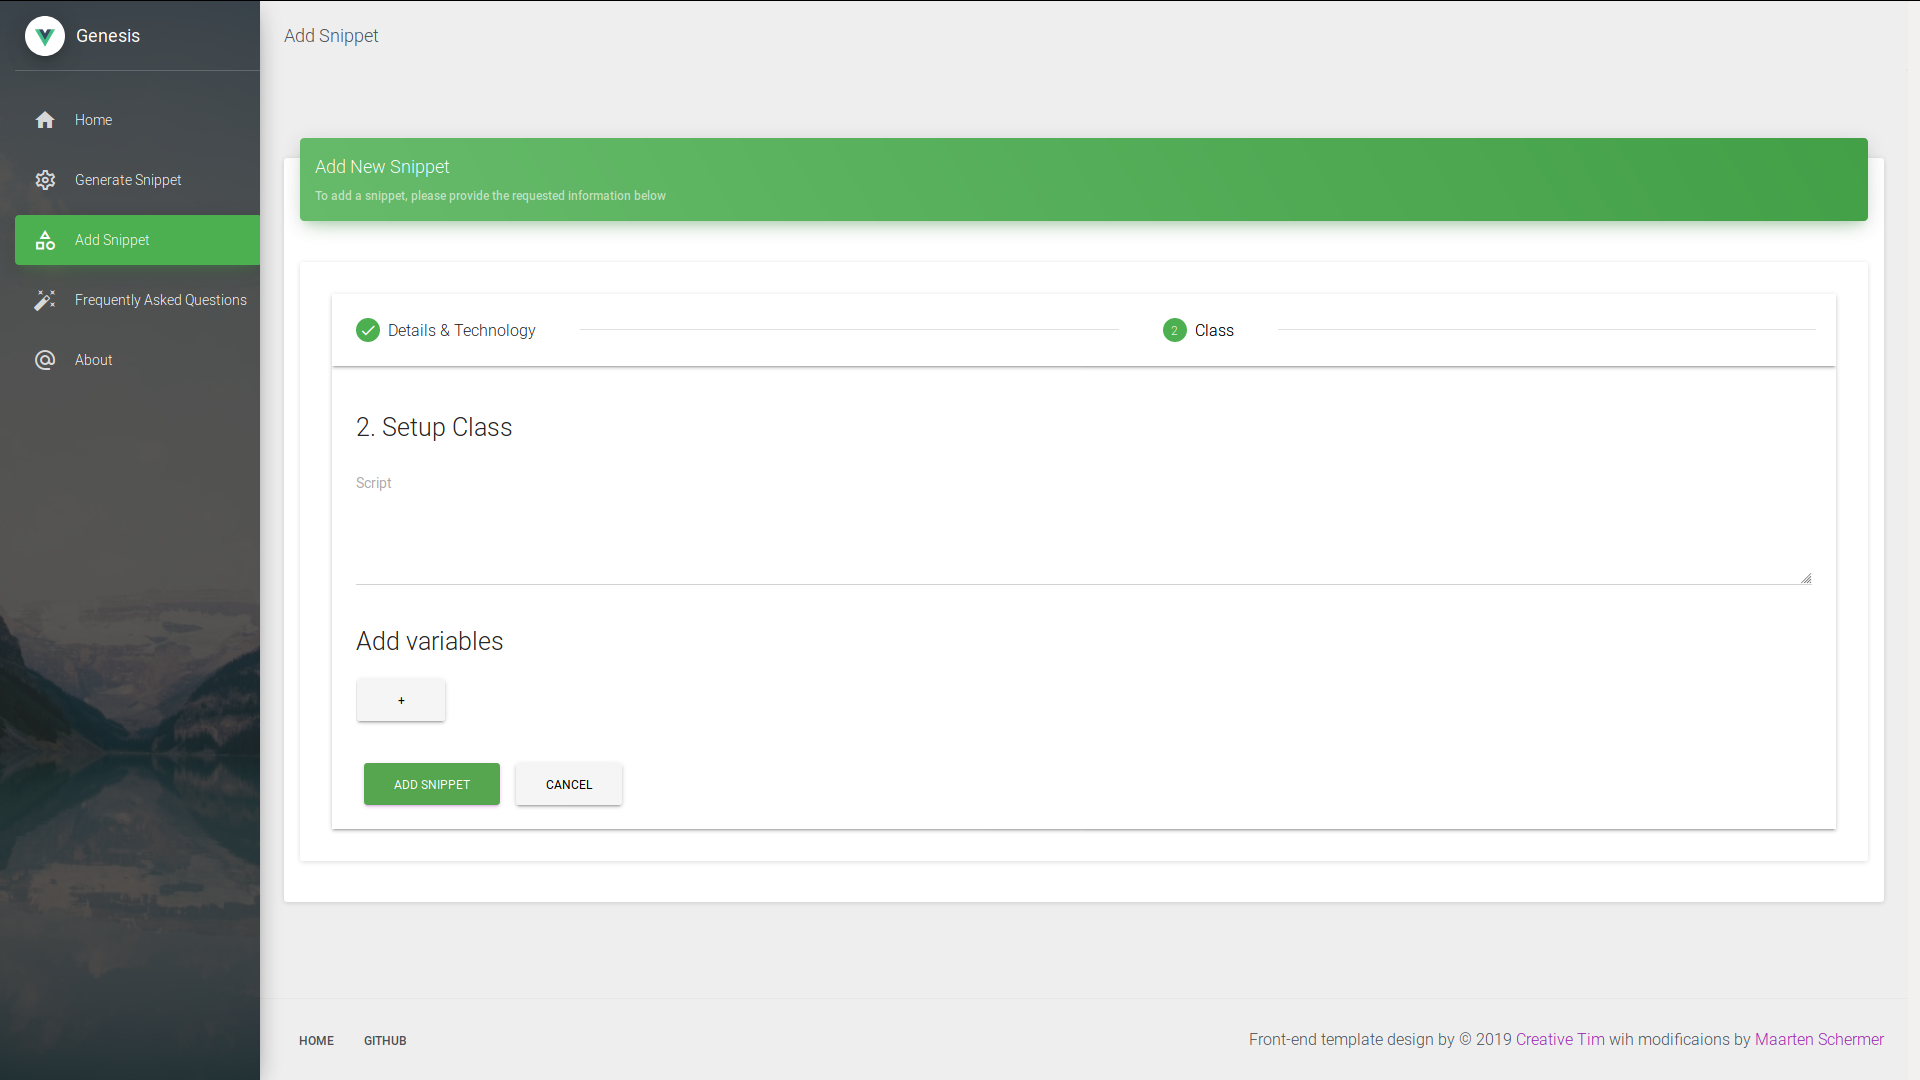 Genesis
Home
Generate Snippet
Add Snippet
Frequently Asked Questions
About
Add Snippet
Add New Snippet
To add a snippet, please provide the requested information below
Details & Technology
2 Class
2. Setup Class
Script
Add variables
+
ADD SNIPPET CANCEL
HOME GITHUB
Front-end template design by © 2019 Creative Tim wih modificaions by Maarten Schermer